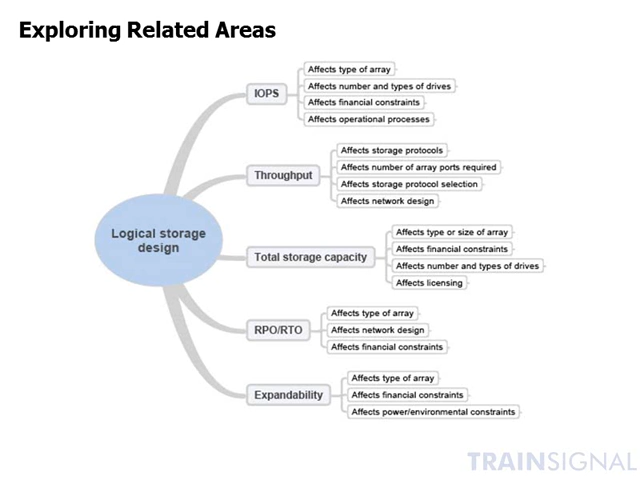 Exploring Related Areas
IOPS
Affects type of array
Affects number and types of drives
Affects financial constraints
Affects operational processes
Throughput
Affects storage protocols
Affects number of array ports required
Affects storage protocol selection
Affects network design
Logical storage
design
Total storage capacity
Affects type or size of array
Affects financial constraints
Affects number and types of drives
Affects licensing
RPO/RTO
Affects type of array
Affects network design
Affects financial constraints
Expandability
Affects type of array
Affects financial constraints
Affects power/environmental constraints
TRAINSIGNAL